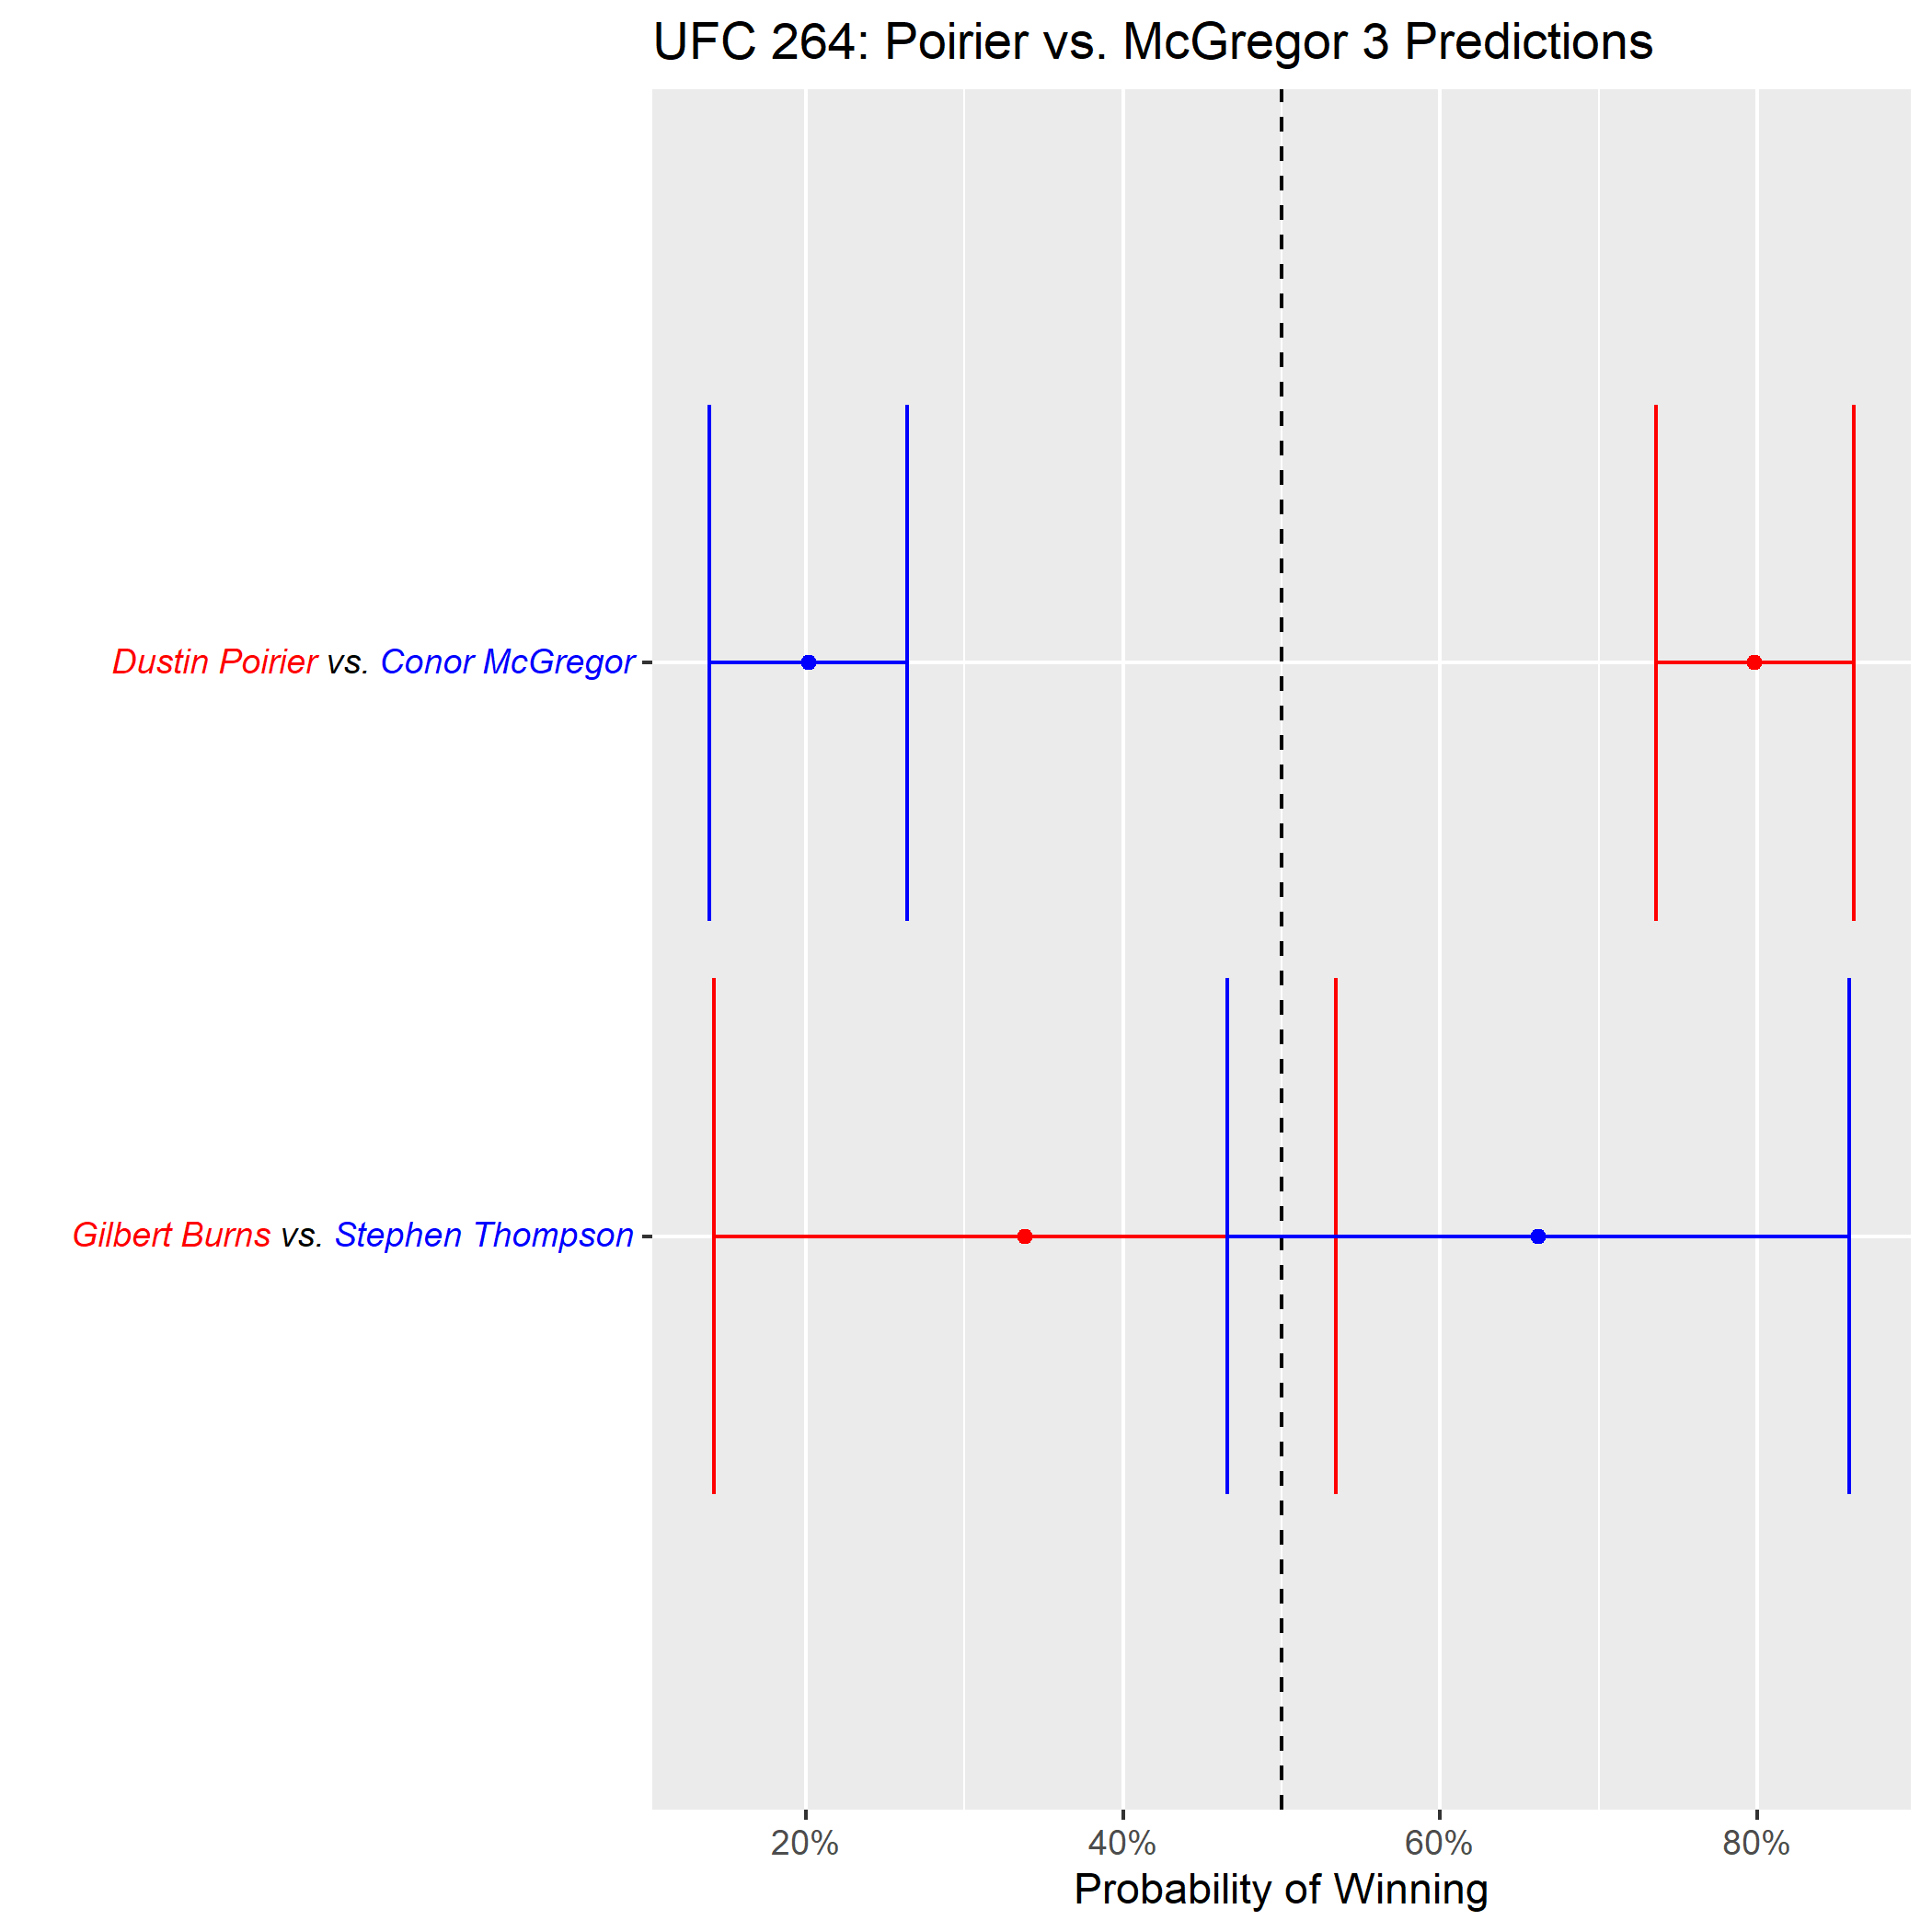 UFC 264: Poirier vs. McGregor 3 Predictions
Dustin Poirier vs. Conor McGregor
Gilbert Burns vs. Stephen Thompson
20% 40% 60% 80%
Probability of Winning